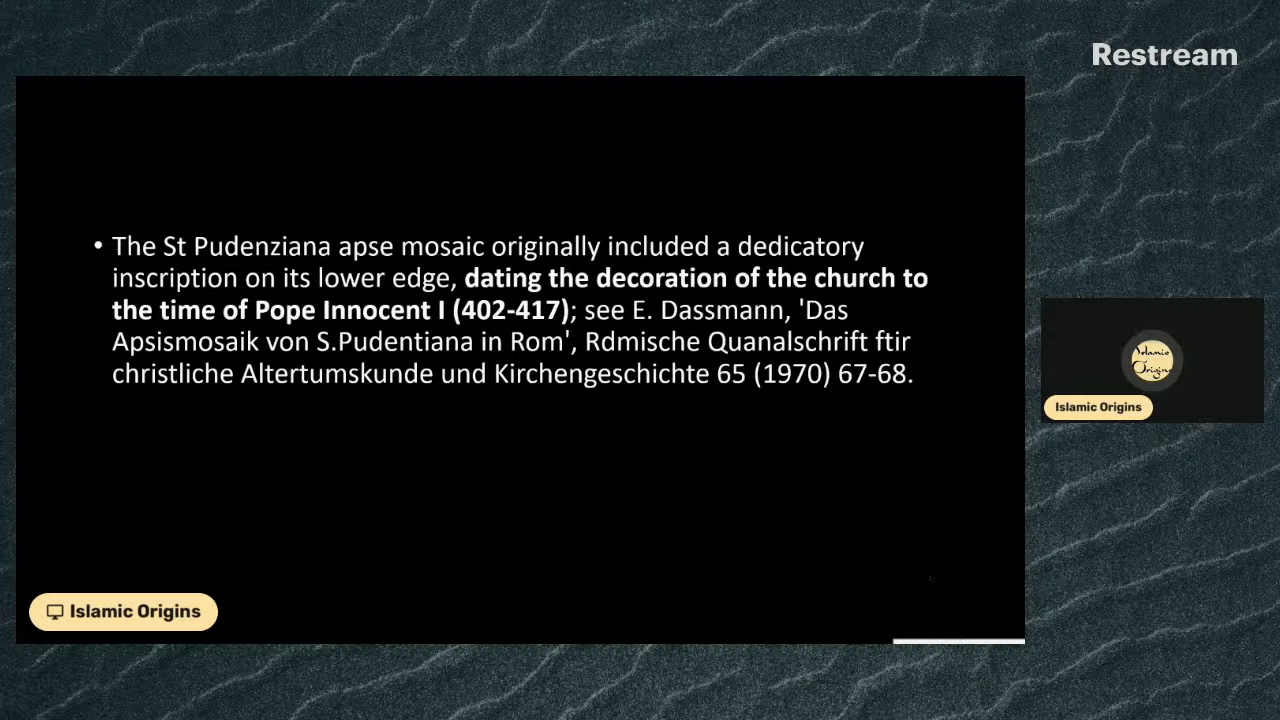 Restream
• The St Pudenziana apse mosaic originally included a dedicatory
inscription on its lower edge, dating the decoration of the church to
the time of Pope Innocent I (402-417); see E. Dassmann, 'Das
Apsismosaik von S.Pudentiana in Rom', Rdmische Quanalschrift ftir
christliche Altertumskunde und Kirchengeschichte 65 (1970) 67-68.
Islamic
Origins
Islamic Origins
Islamic Origins